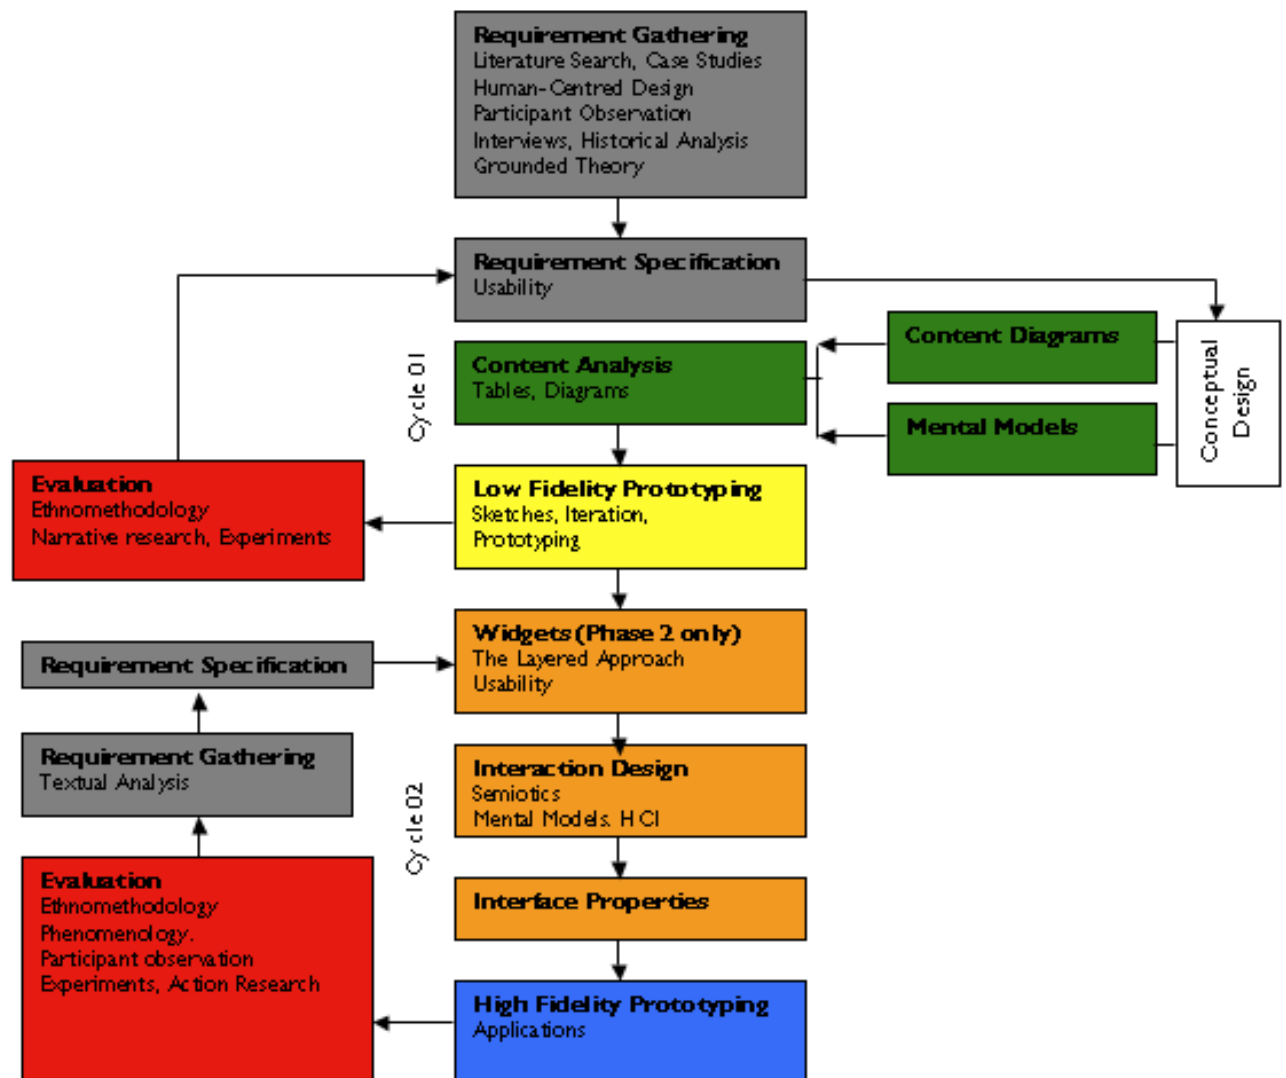 Requirement Gathering
Literature Search, Case Studies
Human-Centred Design
Participant Observation
Interviews, Historical Analysis
Grounded Theory
Requirement Specification
Usability
Cycle 01
Content Analysis
Tables, Diagrams
Content Diagrams
Mental Models
Conceptual
Design
Evaluation
Ethnomethodology
Narrative research, Experiments
Low Fidelity Prototyping
Sketches, Iteration,
Prototyping
Requirement Specification
Widgets (Phase 2 only)
The Layered Approach
Usability
Requirement Gathering
Textual Analysis
Cycle 02
Interaction Design
Semiotics
Mental Models. HCI
Evaluation
Ethnomethodology
Phenomenology.
Participant observation
Experiments, Action Research
Interface Properties
High Fidelity Prototyping
Applications